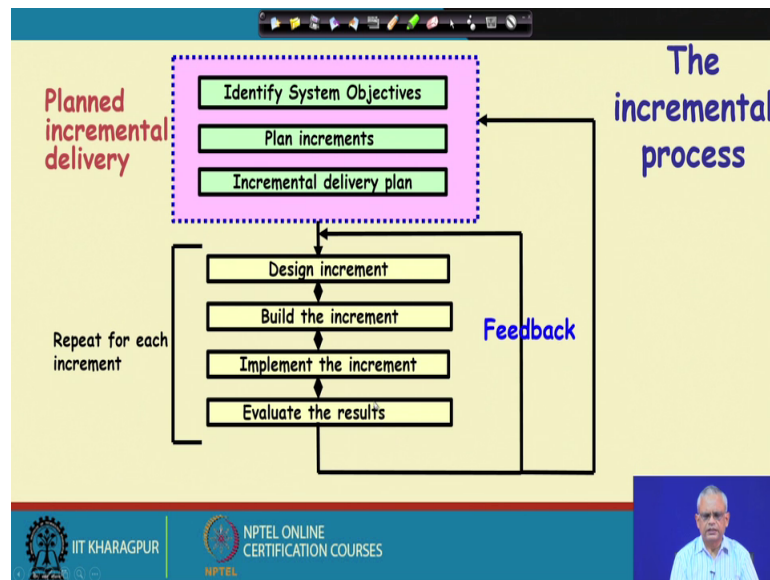 The
incremental
process
Planned
incremental
delivery
Identify System Objectives
Plan increments
Incremental delivery plan
Design increment
Build the increment
Implement the increment
Evaluate the results
Repeat for each
increment
Feedback
IIT KHARAGPUR
NPTEL
NPTEL ONLINE
CERTIFICATION COURSES